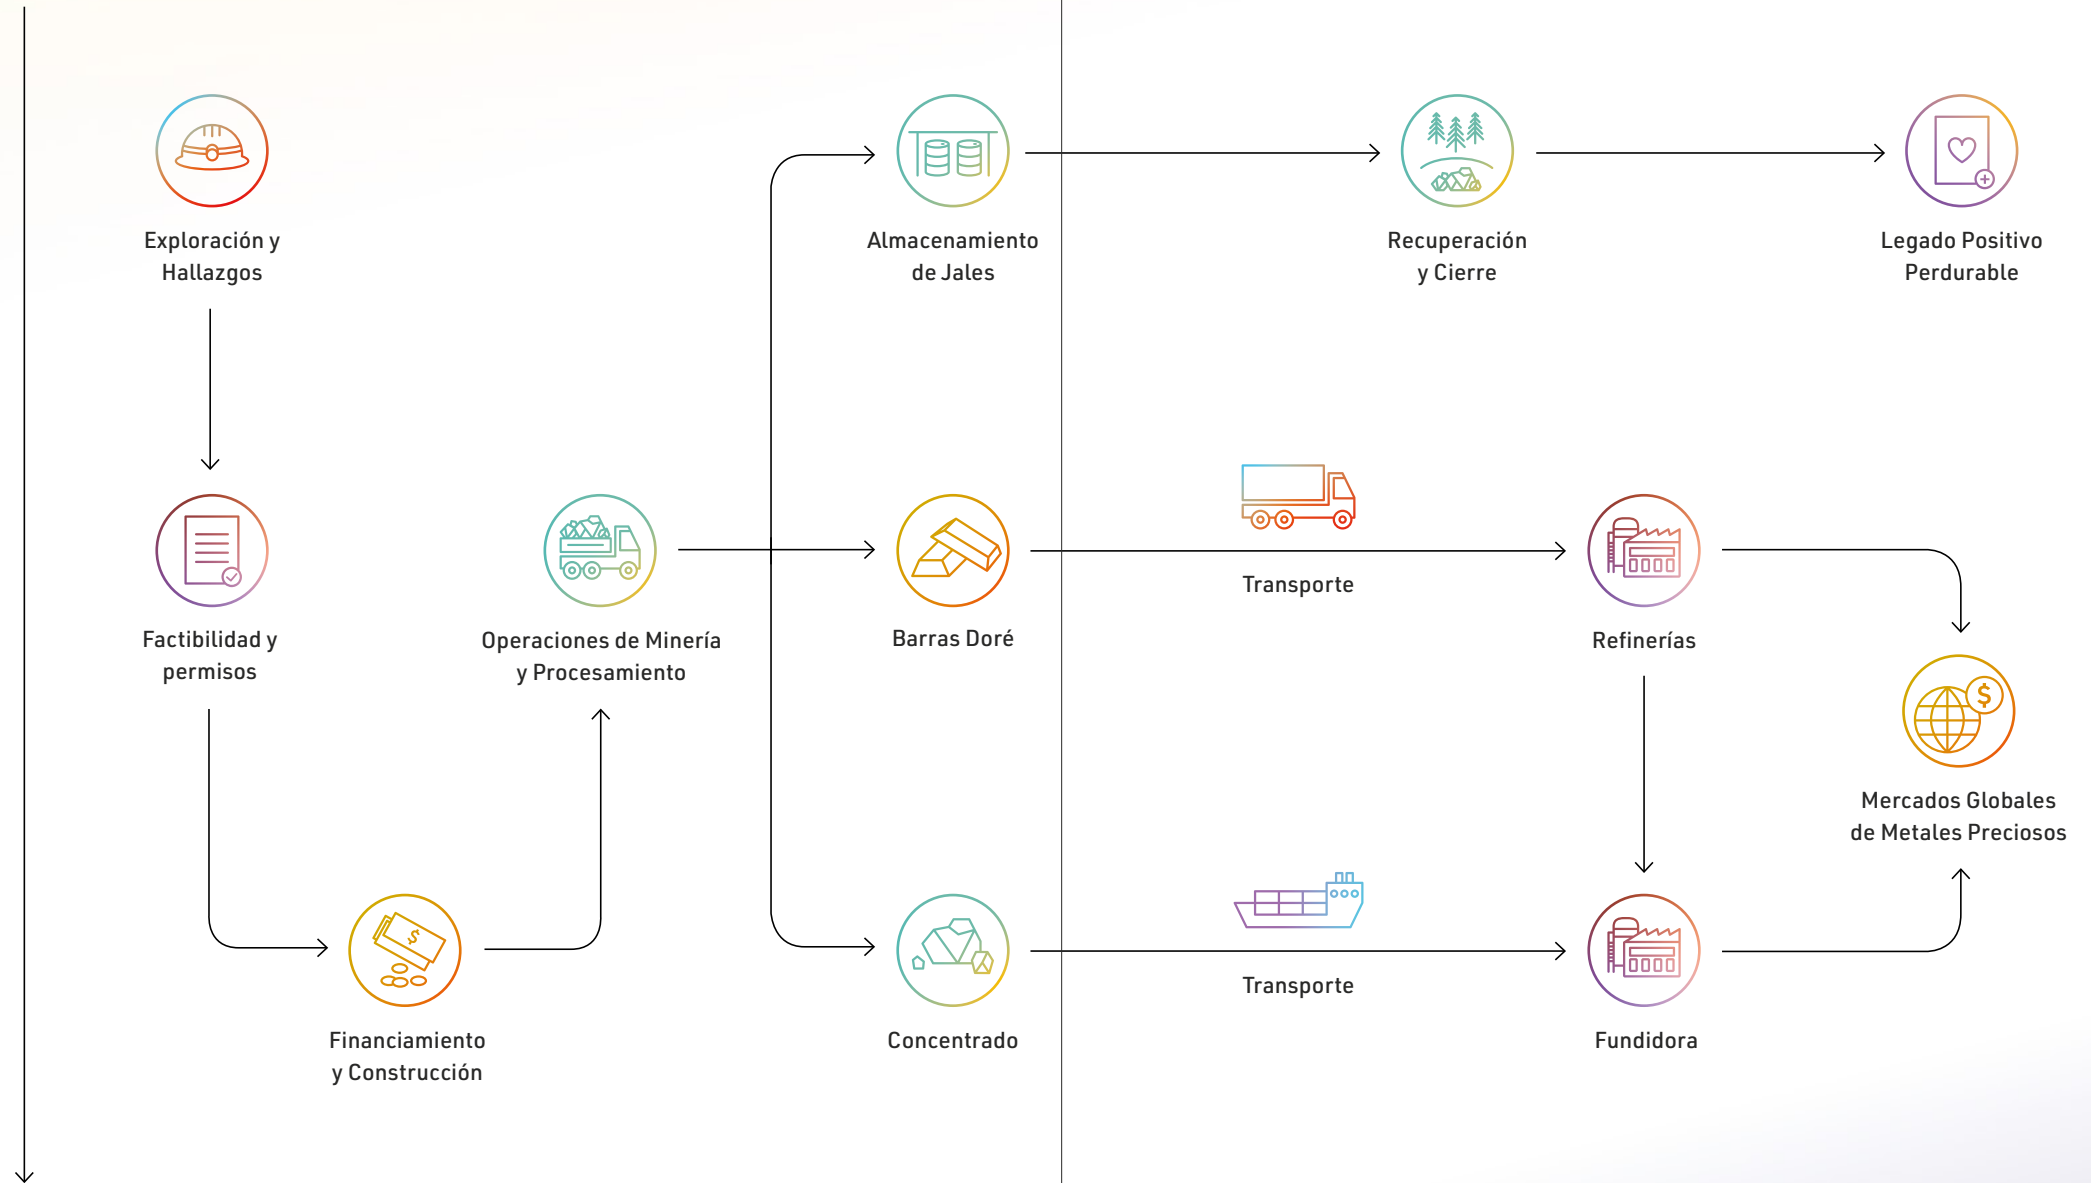 Exploración y
Hallazgos
Almacenamiento
de Jales
Recuperación
y Cierre
Legado Positivo
Perdurable
Transporte
Factibilidad y
permisos
Operaciones de Minería
y Procesamiento
Barras Doré
Refinerías
$
Mercados Globales
de Metales Preciosos
$
Transporte
Financiamiento
y Construcción
Concentrado
Fundidora